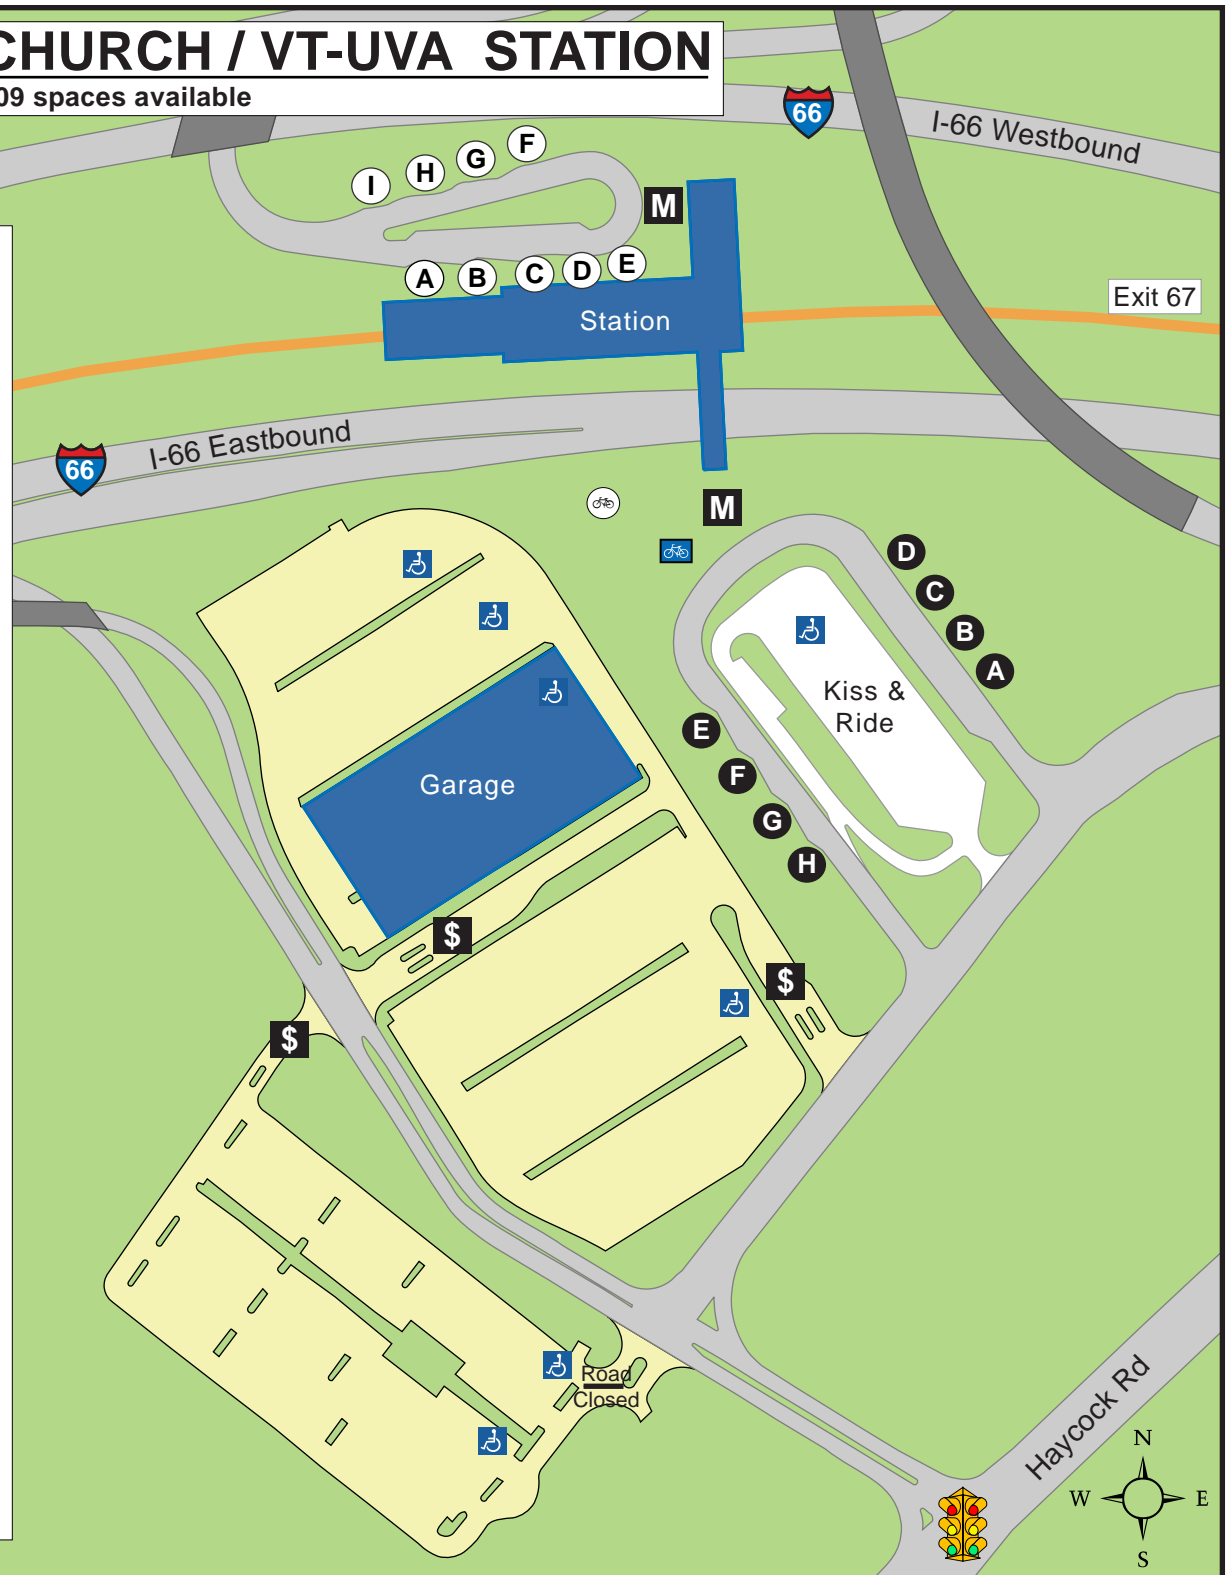 CHURCH / VT-UVA STATION
09 spaces available
66
I-66 Westbound
F
G
H
I
M
A
B
C
D
E
Exit 67
Station
I-66 Eastbound
66
M
D
C
B
A
Kiss &
Ride
E
F
G
H
Garage
$
$
$
Road
Closed
Haycock Rd
N
W
E
S